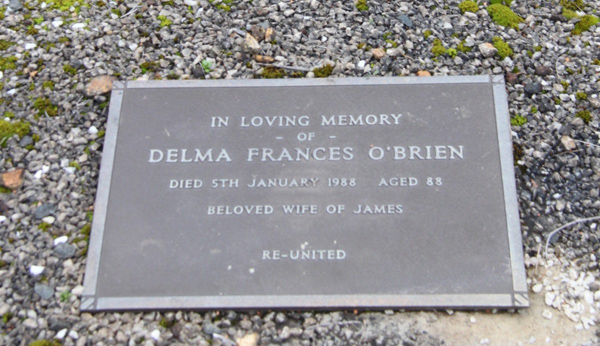 IN LOVING MEMORY
- OF -
DELMA FRANCES O'BRIEN
DIED 5TH JANUARY 1988 AGED 88
BELOVED WIFE OF JAMES
RE-UNITED